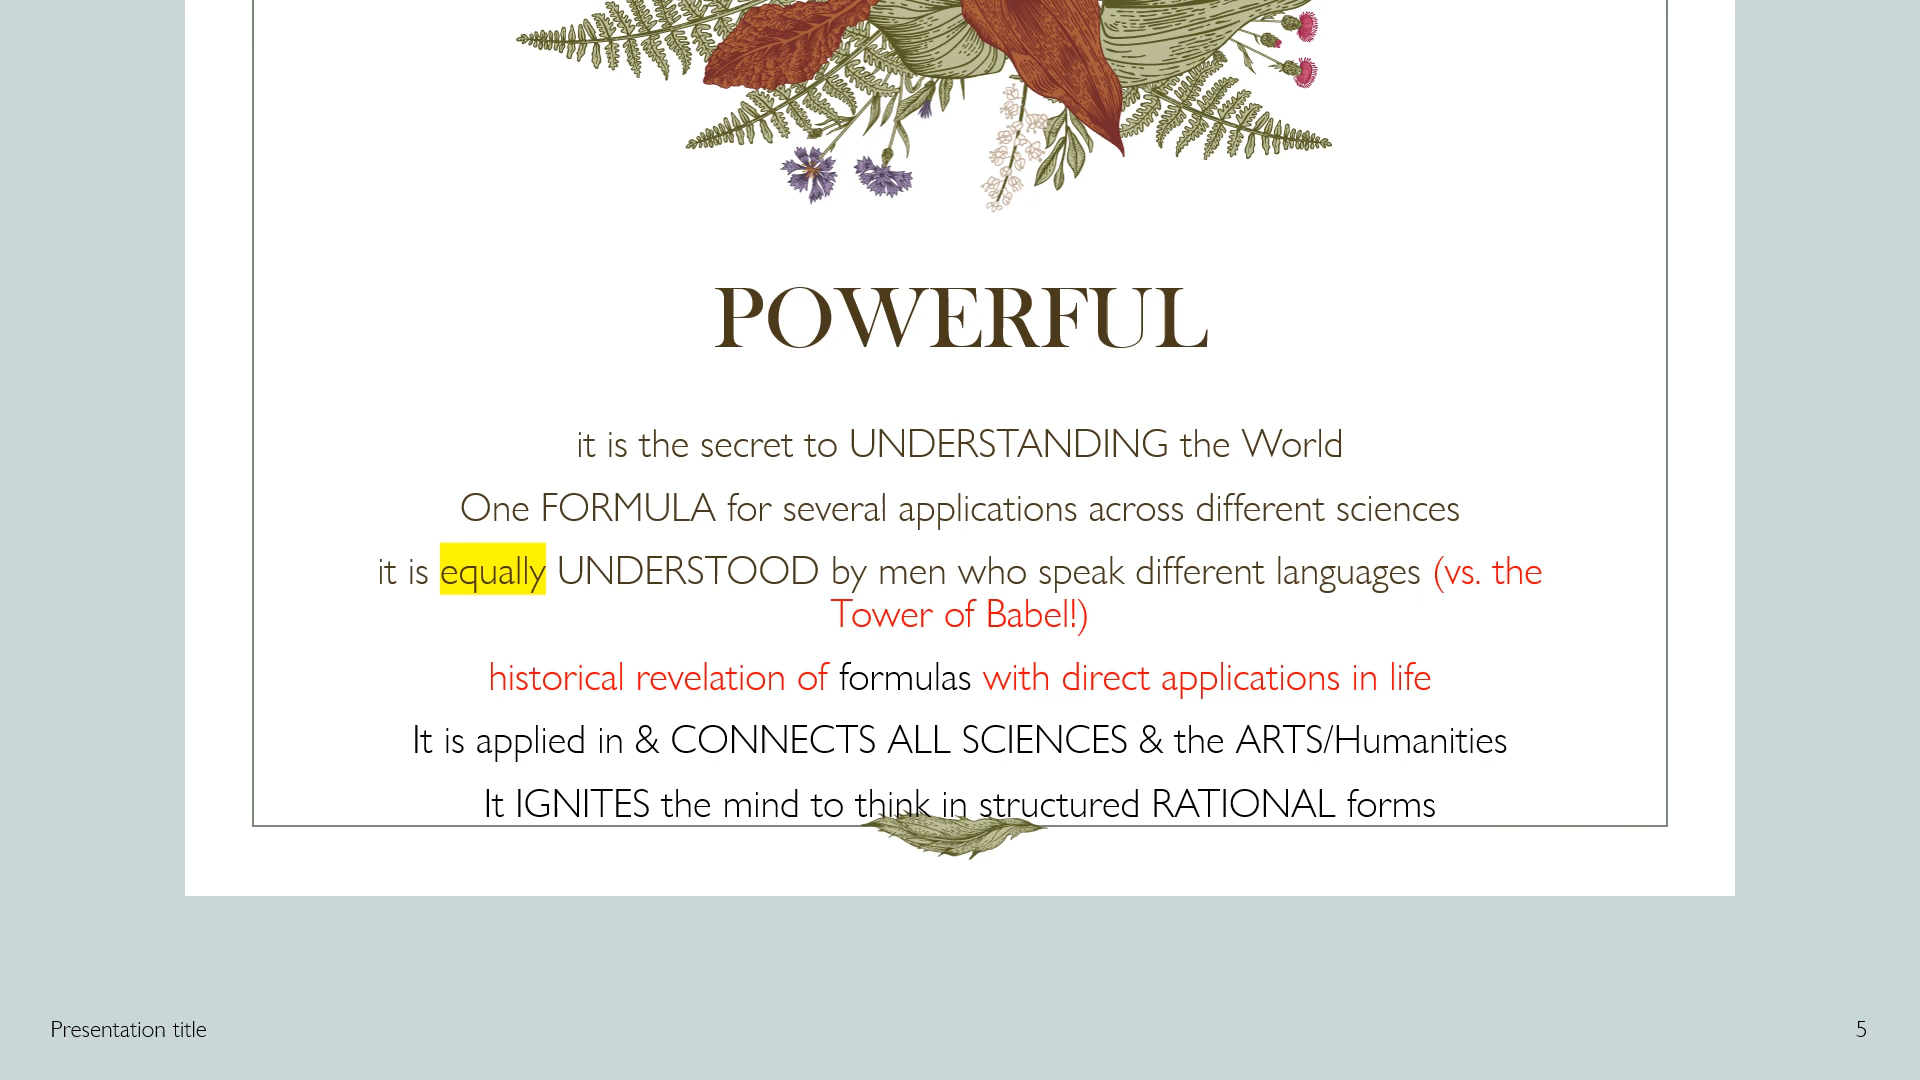 POWERFUL
it is the secret to UNDERSTANDING the World
One FORMULA for several applications across different sciences
it is equally UNDERSTOOD by men who speak different languages (vs. the
Tower of Babel!)
historical revelation of formulas with direct applications in life
It is applied in & CONNECTS ALL SCIENCES & the ARTS/Humanities
It IGNITES the mind to think in structured RATIONAL forms
Presentation title
5